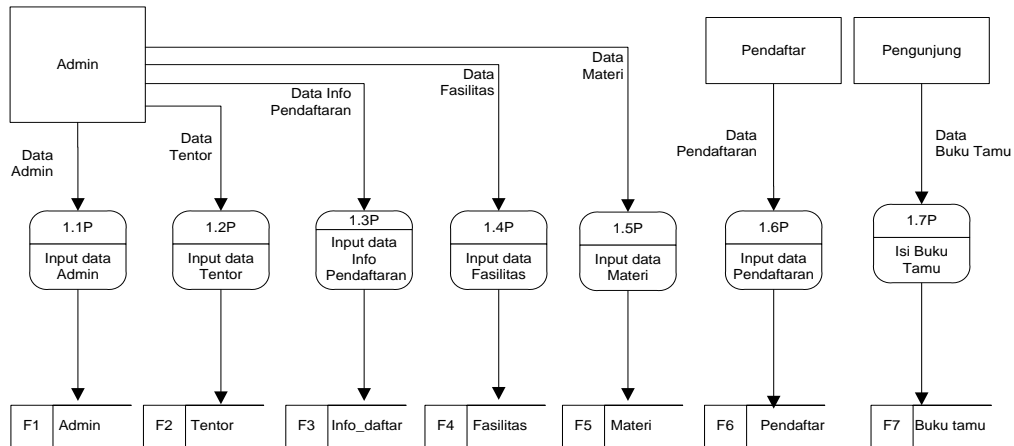 Admin
Pendaftar
Pengunjung
Data
Materi
Data
Fasilitas
Data Info
Pendaftaran
Data
Tentor
Data
Admin
Data
Pendaftaran
Data
Buku Tamu
1.1P
Input data
Admin
1.2P
Input data
Tentor
1.3P
Input data
Info
Pendaftaran
1.4P
Input data
Fasilitas
1.5P
Input data
Materi
1.6P
Input data
Pendaftaran
1.7P
Isi Buku
Tamu
F1 Admin
F2 Tentor
F3 Info_daftar
F4 Fasilitas
F5 Materi
F6 Pendaftar
F7 Buku tamu